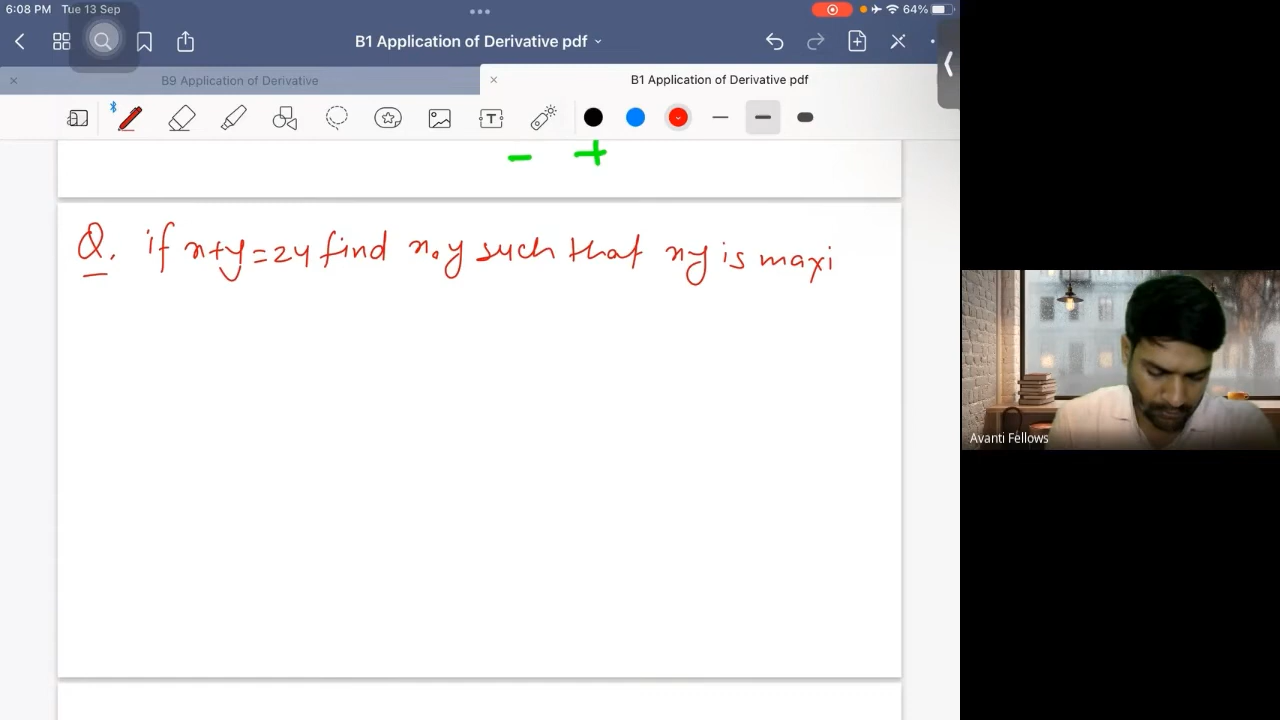 6:08 PM Tue 13 Sep
64%
B1 Application of Derivative pdf
B9 Application of Derivative
B1 Application of Derivative pdf
T
- +
Q. if x+y=24 find x,y such that xy is maxi
Avanti Fellows